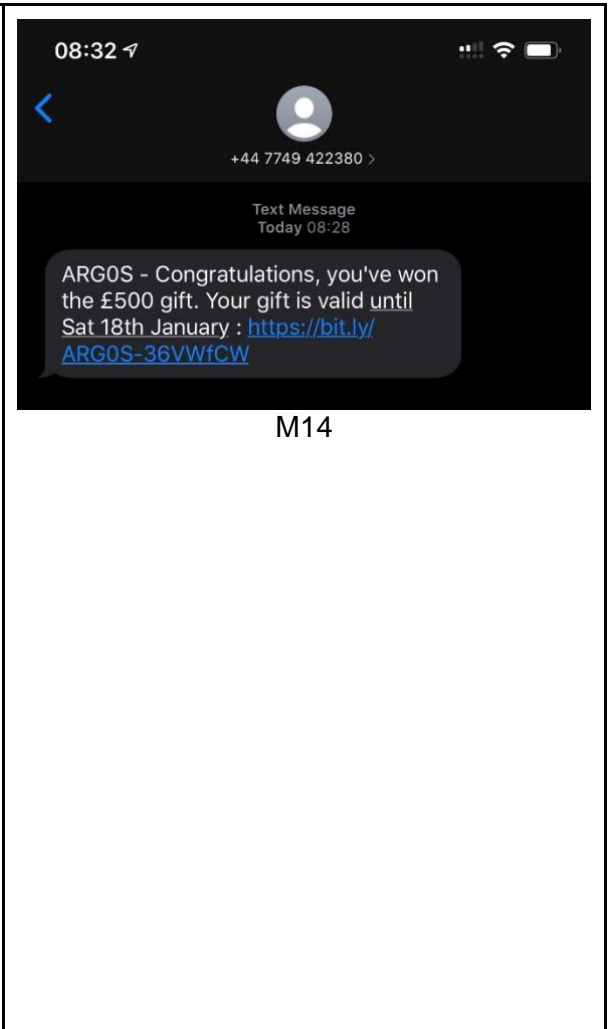 08:32
+44 7749 422380 >
Text Message
Today 08:28
ARG0S - Congratulations, you've won
the £500 gift. Your gift is valid until
Sat 18th January : https://bit.ly/
ARG0S-36VWfCW
M14